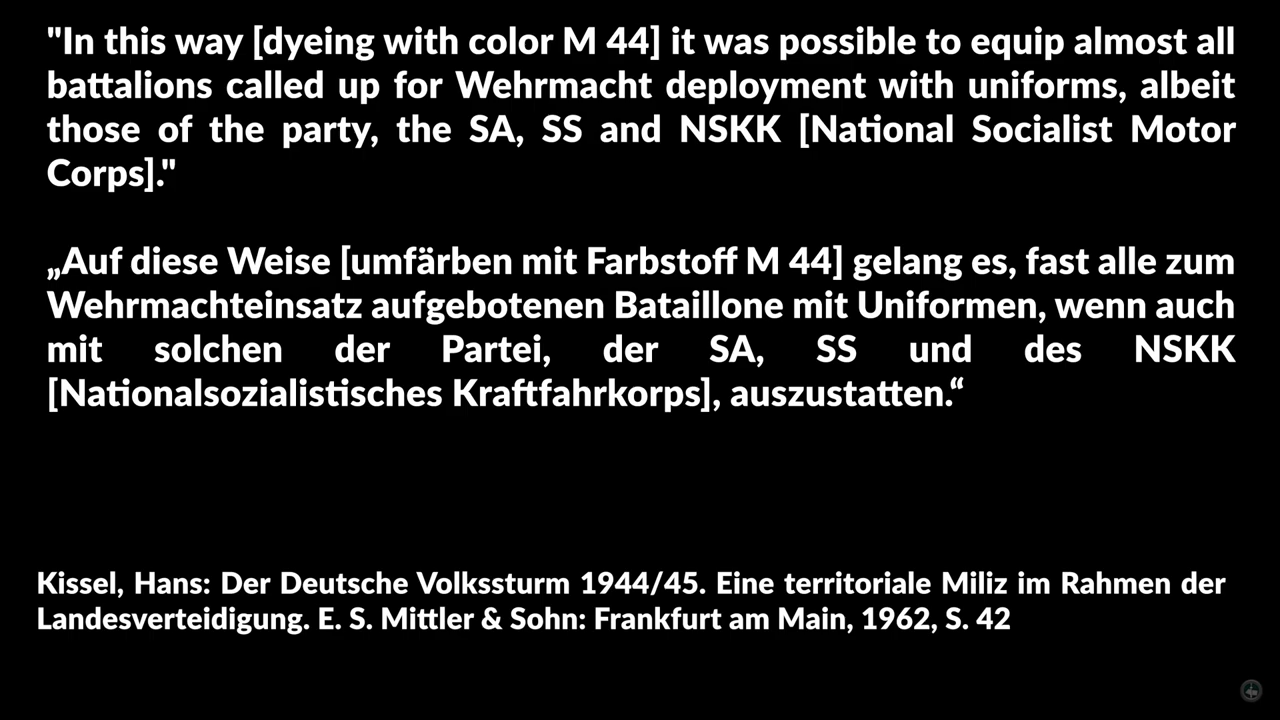 "In this way [dyeing with color M 44] it was possible to equip almost all
battalions called up for Wehrmacht deployment with uniforms, albeit
those of the party, the SA, SS and NSKK [National Socialist Motor
Corps]."
„Auf diese Weise [umfärben mit Farbstoff M 44] gelang es, fast alle zum
Wehrmachteinsatz aufgebotenen Bataillone mit Uniformen, wenn auch
mit solchen der Partei, der SA, SS und des NSKK
[Nationalsozialistisches Kraftfahrkorps], auszustatten.“
Kissel, Hans: Der Deutsche Volkssturm 1944/45. Eine territoriale Miliz im Rahmen der
Landesverteidigung. E. S. Mittler & Sohn: Frankfurt am Main, 1962, S. 42